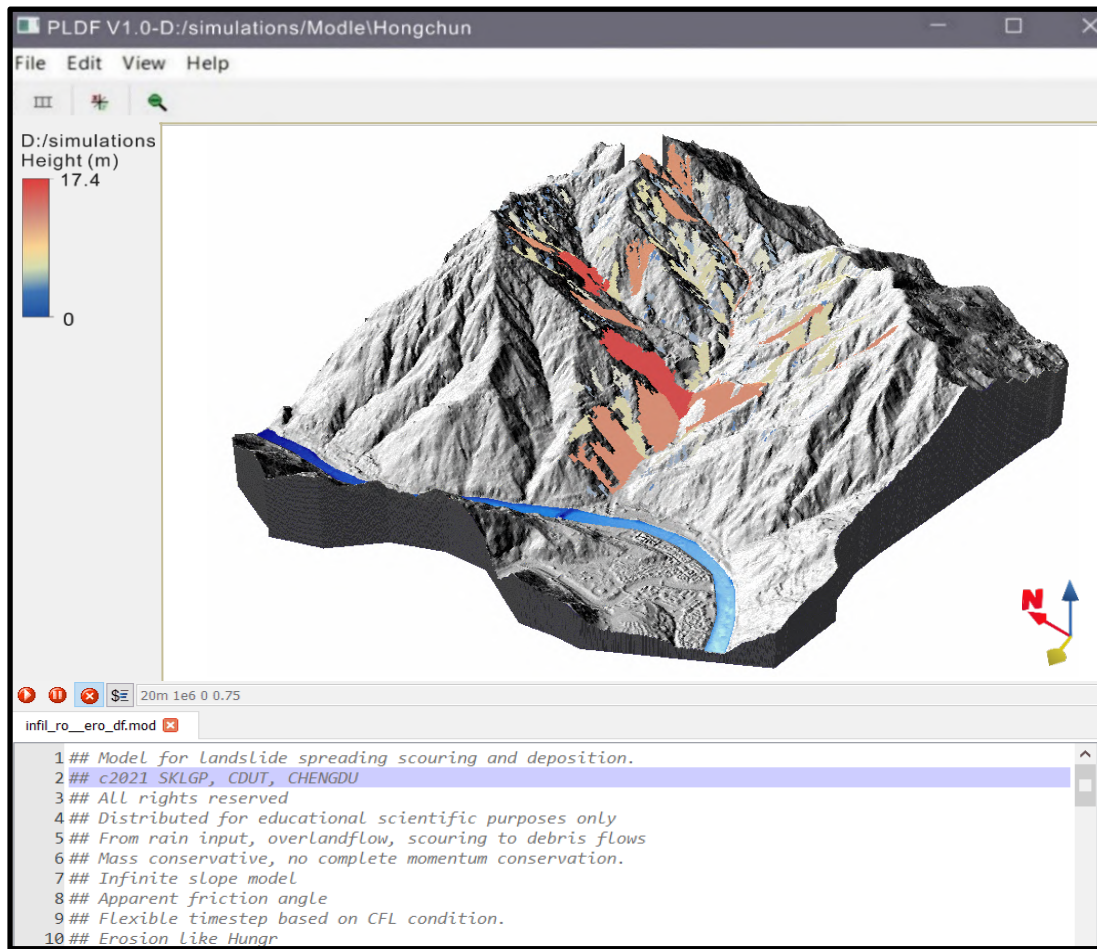 PLDF V1.0-D:/simulations/Modle\Hongchun
File Edit View Help
D:/simulations
Height (m)
17.4
0
N
$
20m 1e6 0 0.75
infil_ro__ero_df.mod
1 ## Model for landslide spreading scouring and deposition.
2 ## c2021 SKLGP, CDUT, CHENGDU
3 ## All rights reserved
4 ## Distributed for educational scientific purposes only
5 ## From rain input, overlandflow, scouring to debris flows
6 ## Mass conservative, no complete momentum conservation.
7 ## Infinite slope model
8 ## Apparent friction angle
9 ## Flexible timestep based on CFL condition.
10 ## Erosion like Hungr